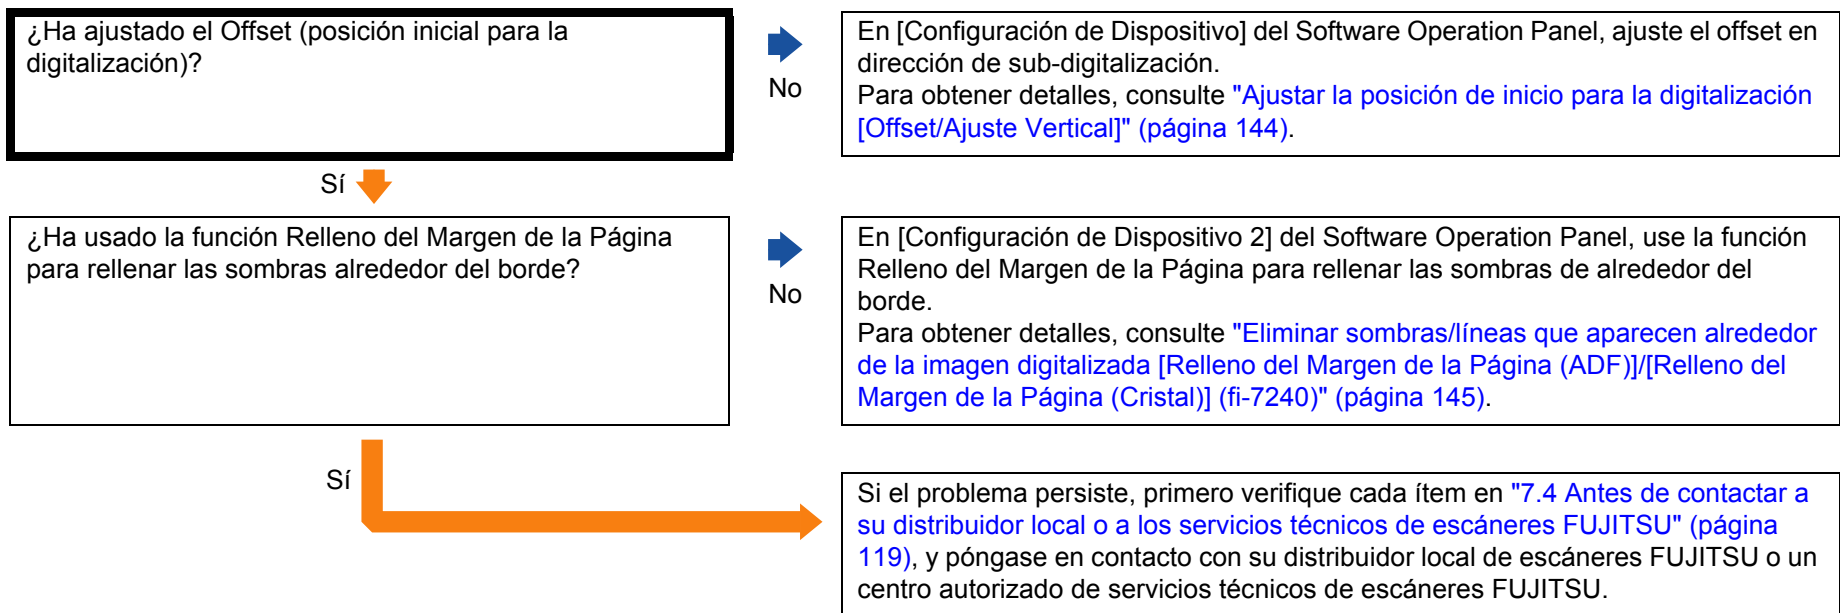 ¿Ha ajustado el Offset (posición inicial para la
digitalización)?
No
En [Configuración de Dispositivo] del Software Operation Panel, ajuste el offset en
dirección de sub-digitalización.
Para obtener detalles, consulte "Ajustar la posición de inicio para la digitalización
[Offset/Ajuste Vertical]" (página 144).
Sí
¿Ha usado la función Relleno del Margen de la Página
para rellenar las sombras alrededor del borde?
No
En [Configuración de Dispositivo 2] del Software Operation Panel, use la función
Relleno del Margen de la Página para rellenar las sombras de alrededor del
borde.
Para obtener detalles, consulte "Eliminar sombras/líneas que aparecen alrededor
de la imagen digitalizada [Relleno del Margen de la Página (ADF)]/[Relleno del
Margen de la Página (Cristal)] (fi-7240)" (página 145).
Sí
Si el problema persiste, primero verifique cada ítem en "7.4 Antes de contactar a
su distribuidor local o a los servicios técnicos de escáneres FUJITSU" (página
119), y póngase en contacto con su distribuidor local de escáneres FUJITSU o un
centro autorizado de servicios técnicos de escáneres FUJITSU.